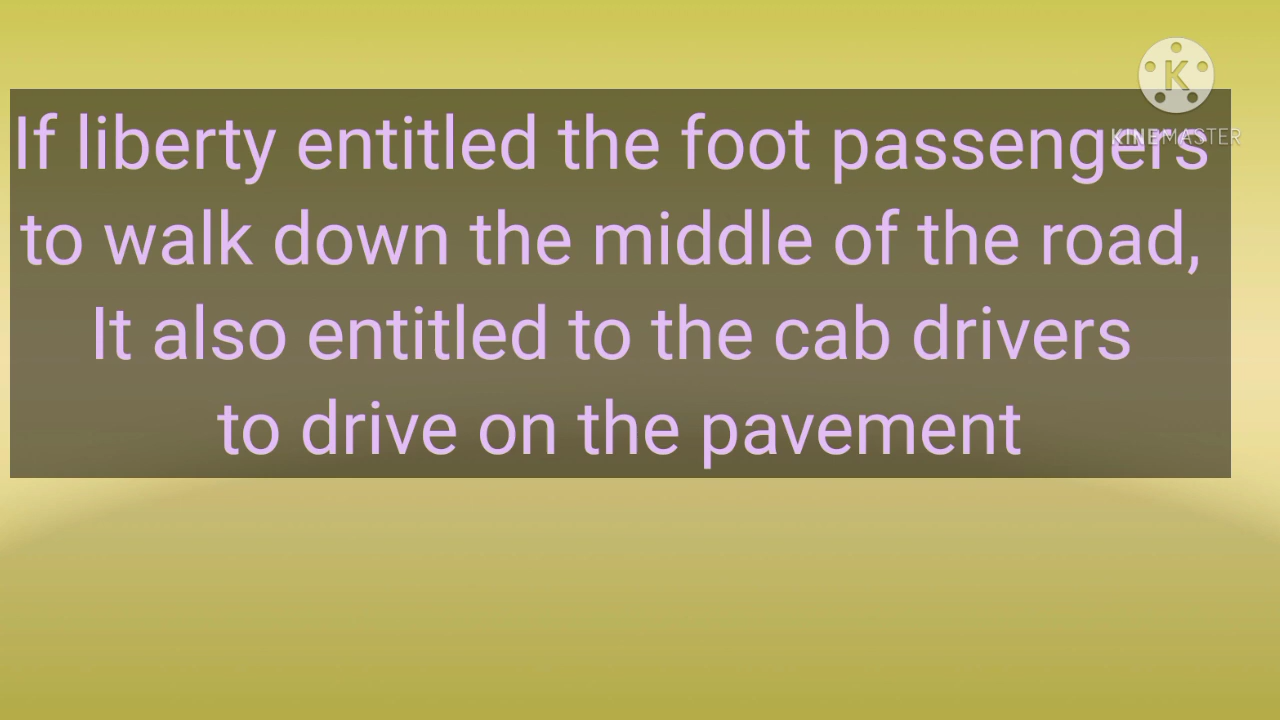 K
KINEMASTER
If liberty entitled the foot passengers
to walk down the middle of the road,
It also entitled to the cab drivers
to drive on the pavement